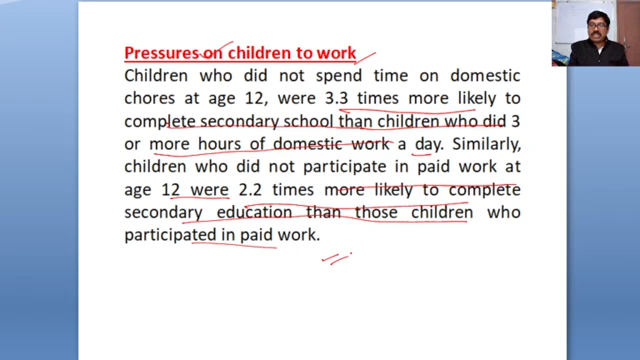 Pressures on children to work
Children who did not spend time on domestic
chores at age 12, were 3.3 times more likely to
complete secondary school than children who did 3
or more hours of domestic work a day. Similarly,
children who did not participate in paid work at
age 12 were 2.2 times more likely to complete
secondary education than those children who
participated in paid work.